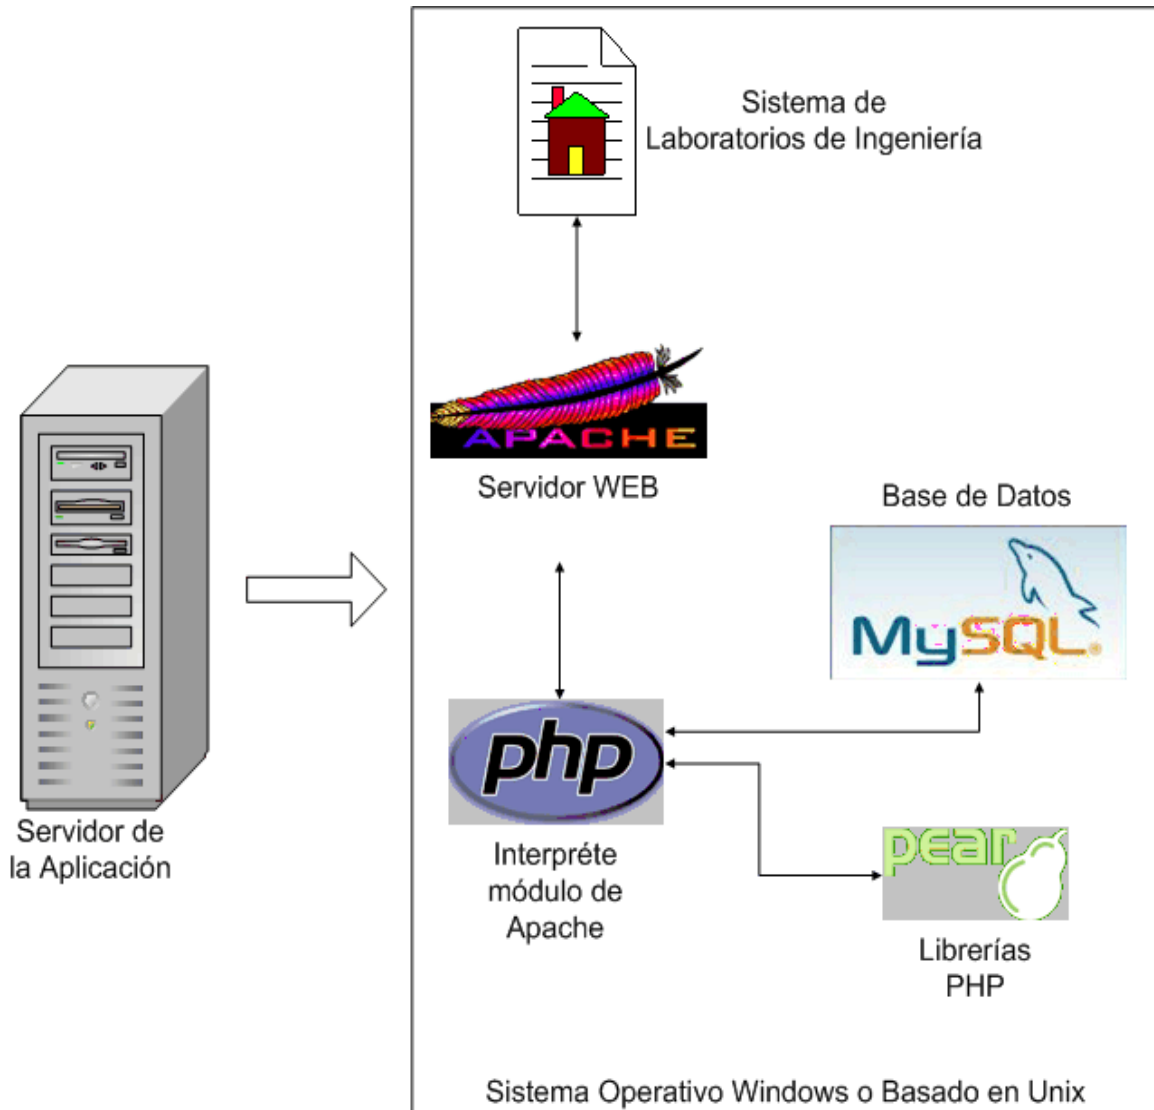 Sistema de
Laboratorios de Ingeniería
APACHE
Servidor WEB
Base de Datos
MySQL®
php
Servidor de
la Aplicación
Interpréte
módulo de
Apache
pear
Librerías
PHP
Sistema Operativo Windows o Basado en Unix